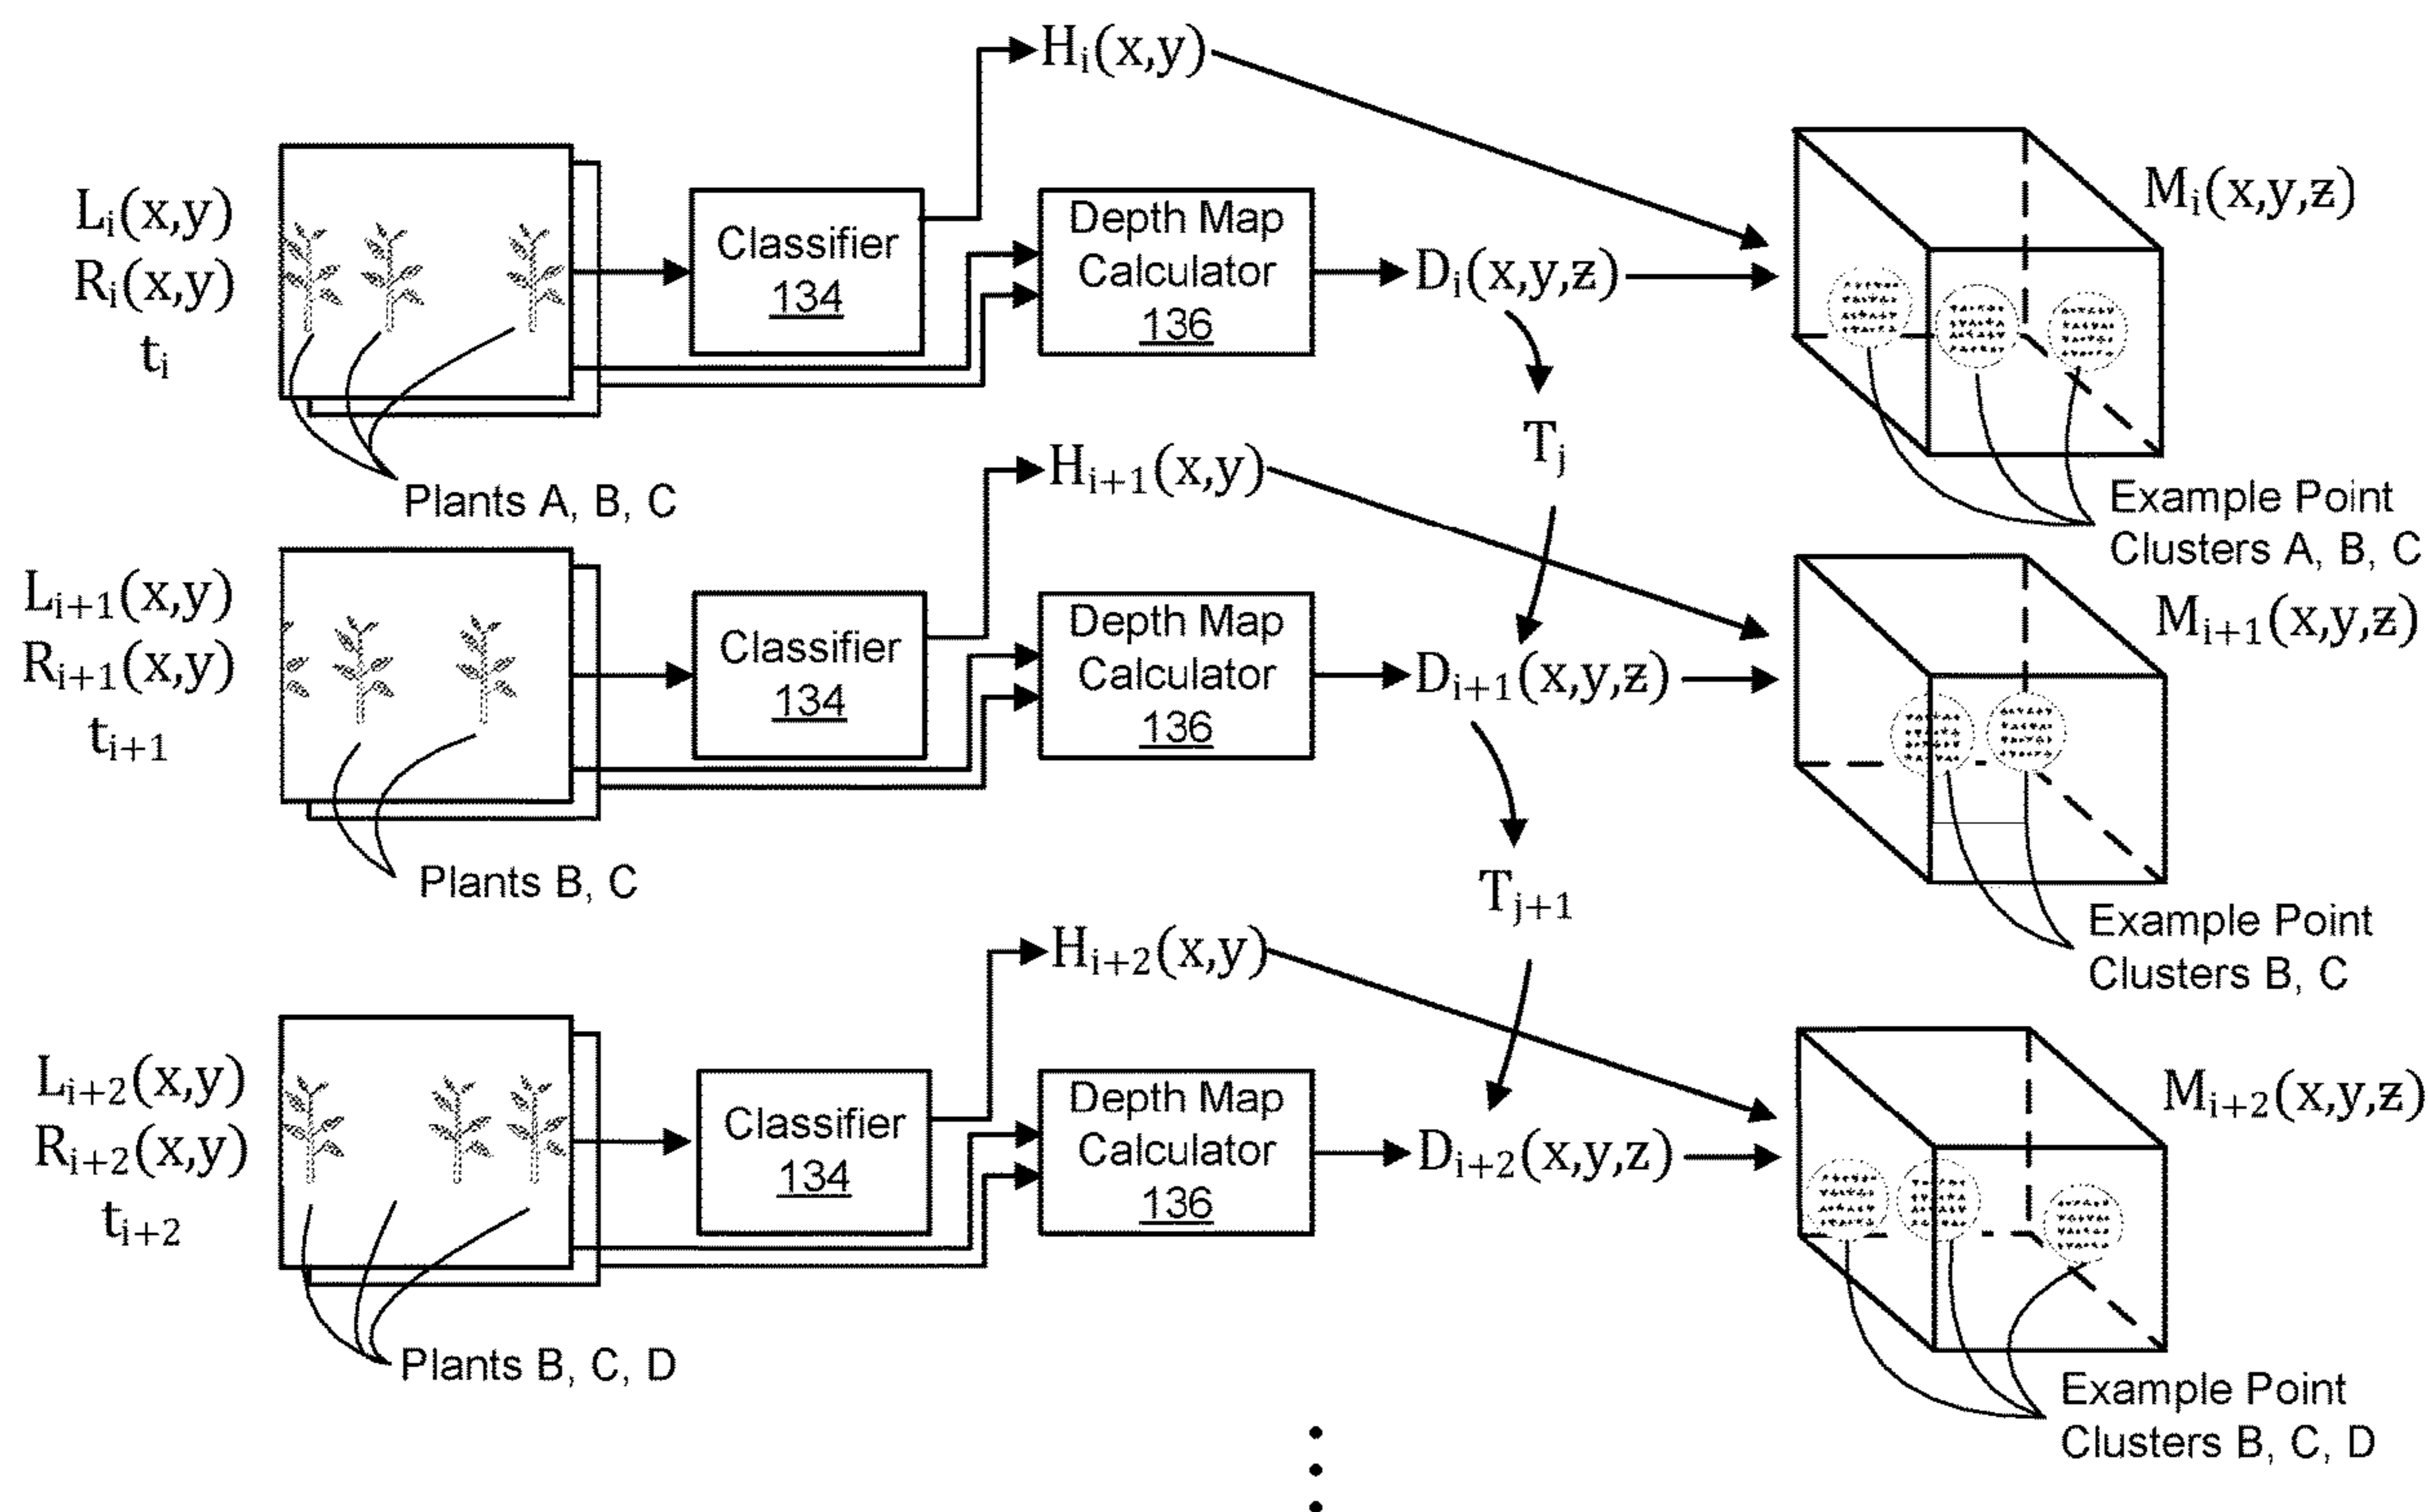 Hᵢ(x,y)
Lᵢ(x,y)
Rᵢ(x,y)
tᵢ
Classifier
134
Depth Map
Calculator
136
Dᵢ(x,y,ƶ)
Mᵢ(x,y,ƶ)
Plants A, B, C
Tⱼ
Example Point
Clusters A, B, C
Hᵢ₊₁(x,y)
Lᵢ₊₁(x,y)
Rᵢ₊₁(x,y)
tᵢ₊₁
Classifier
134
Depth Map
Calculator
136
Dᵢ₊₁(x,y,ƶ)
Mᵢ₊₁(x,y,ƶ)
Plants B, C
Tⱼ₊₁
Example Point
Clusters B, C
Hᵢ₊₂(x,y)
Lᵢ₊₂(x,y)
Rᵢ₊₂(x,y)
tᵢ₊₂
Classifier
134
Depth Map
Calculator
136
Dᵢ₊₂(x,y,z)
Mᵢ₊₂(x,y,ƶ)
Plants B, C, D
Example Point
Clusters B, C, D